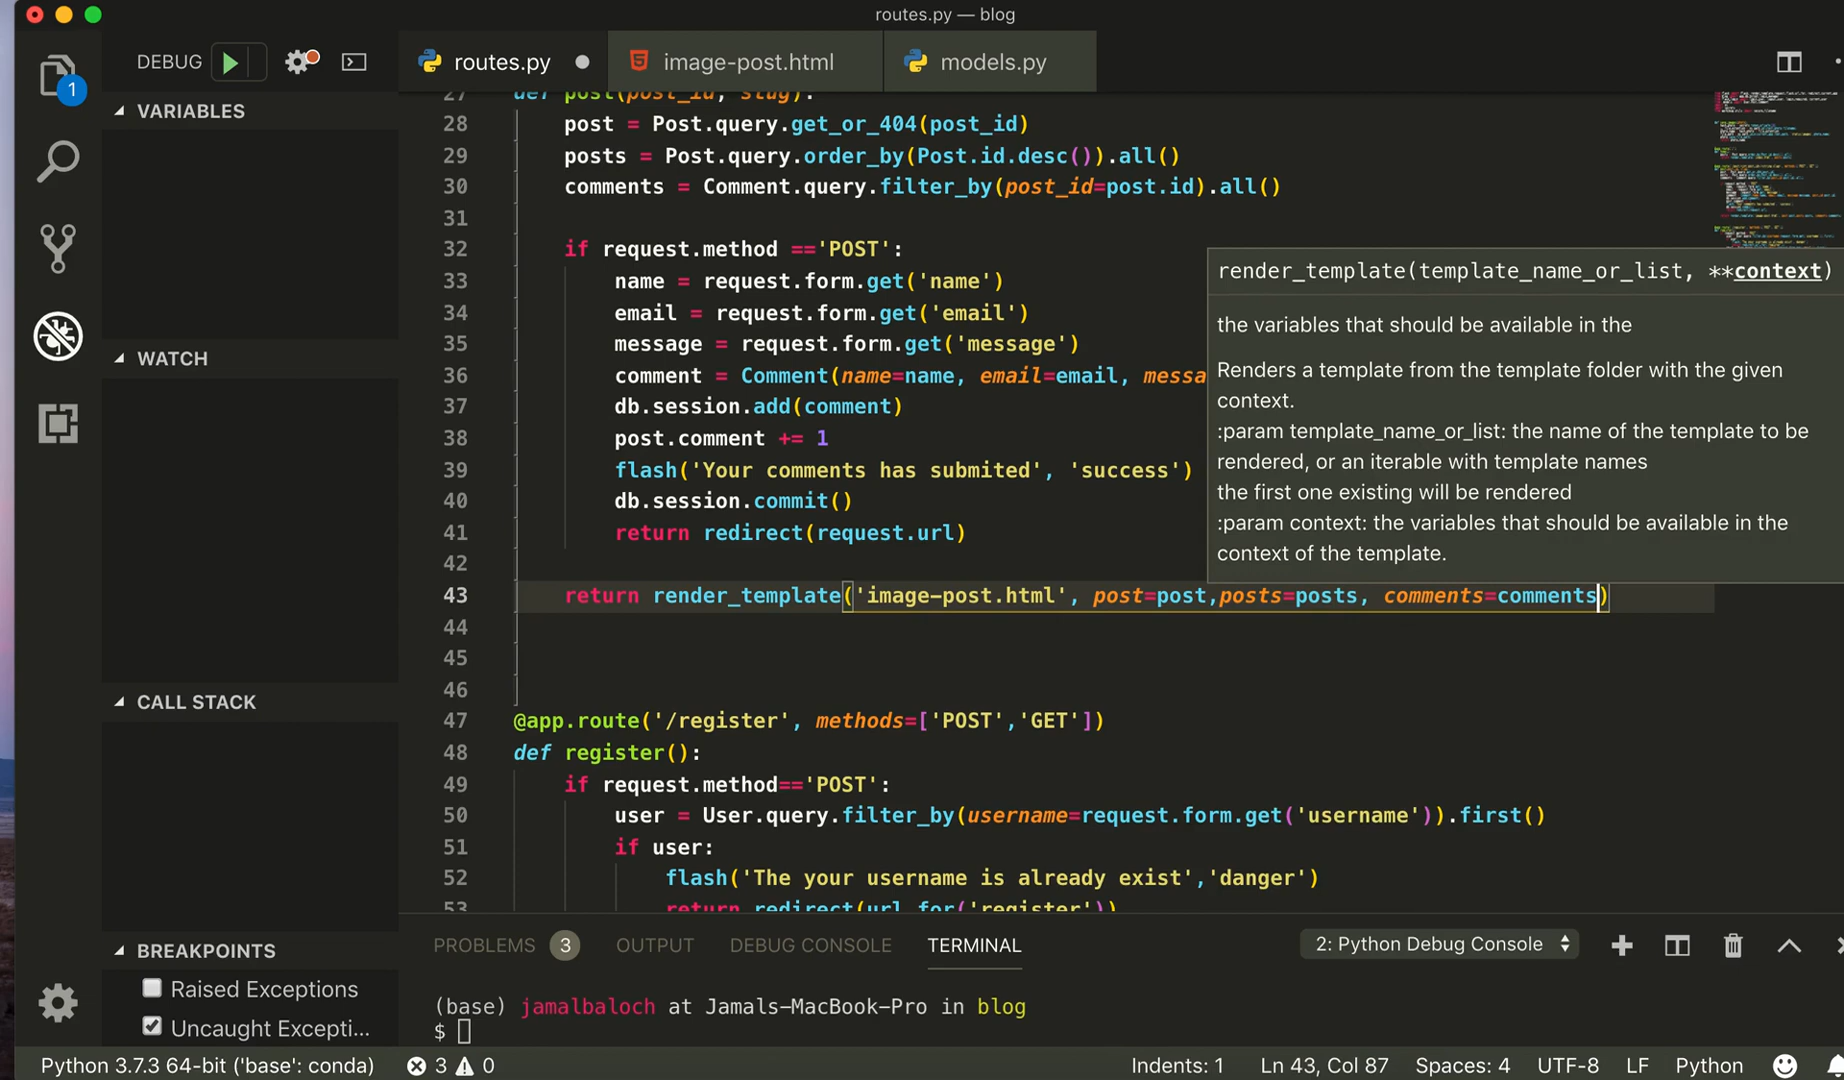 routes.py — blog
DEBUG
routes.py
image-post.html
models.py
1
VARIABLES
WATCH
CALL STACK
BREAKPOINTS
Raised Exceptions
Uncaught Excepti...
27 def post(post_id, slug):
28 post = Post.query.get_or_404(post_id)
29 posts = Post.query.order_by(Post.id.desc()).all()
30 comments = Comment.query.filter_by(post_id=post.id).all()
31
32 if request.method =='POST':
33 name = request.form.get('name')
34 email = request.form.get('email')
35 message = request.form.get('message')
36 comment = Comment(name=name, email=email, messa
37 db.session.add(comment)
38 post.comment += 1
39 flash('Your comments has submited', 'success')
40 db.session.commit()
41 return redirect(request.url)
42
43 return render_template('image-post.html', post=post,posts=posts, comments=comments)
44
45
46
47 @app.route('/register', methods=['POST','GET'])
48 def register():
49 if request.method=='POST':
50 user = User.query.filter_by(username=request.form.get('username')).first()
51 if user:
52 flash('The your username is already exist','danger')
53 return redirect(url_for('register'))
render_template(template_name_or_list, **context)
the variables that should be available in the
Renders a template from the template folder with the given
context.
:param template_name_or_list: the name of the template to be
rendered, or an iterable with template names
the first one existing will be rendered
:param context: the variables that should be available in the
context of the template.
PROBLEMS 3 OUTPUT DEBUG CONSOLE TERMINAL 2: Python Debug Console
(base) jamalbaloch at Jamals-MacBook-Pro in blog
$
Python 3.7.3 64-bit ('base': conda) 3 0 Indents: 1 Ln 43, Col 87 Spaces: 4 UTF-8 LF Python